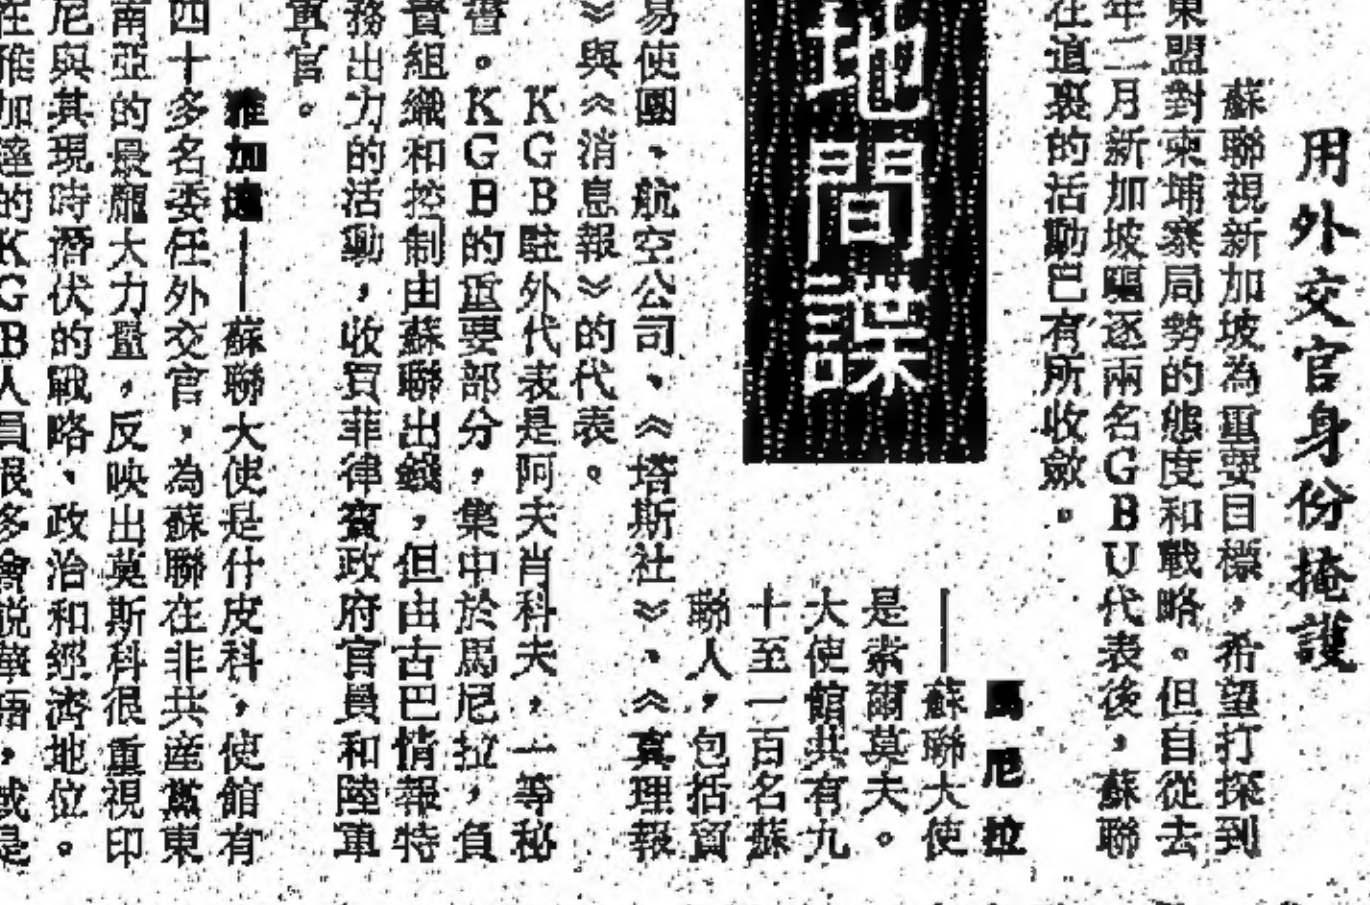 用外交官身份掩護
蘇聯視新加坡為重要目標，希望打探到
東盟對柬埔寨局勢的態度和戰略。但自從去
年二月新加坡驅逐兩名GBU代表後，蘇聯
在這裏的活動已有所收斂。
地間諜
馬尼拉
——蘇聯大使
是索爾莫夫。
大使館共有九
十至一百名蘇
聯人，包括貿
易使團、航空公司、《塔斯社》、《真理報
》與《消息報》的代表。
KGB駐外代表是阿夫肖科夫，一等秘
書。KGB的重要部分，集中於馬尼拉，負
責組織和控制由蘇聯出錢，但由古巴情報特
務出力的活動，收買菲律賓政府官員和陸軍
軍官。
雅加達——蘇聯大使是什皮科，使館有
四十多名委任外交官，為蘇聯在非共產黨東
南亞的最龐大力量，反映出莫斯科很重視印
尼與其現時潛伏的戰略、政治和經濟地位。
在雅加達的KGB人員很多會說華語，或是